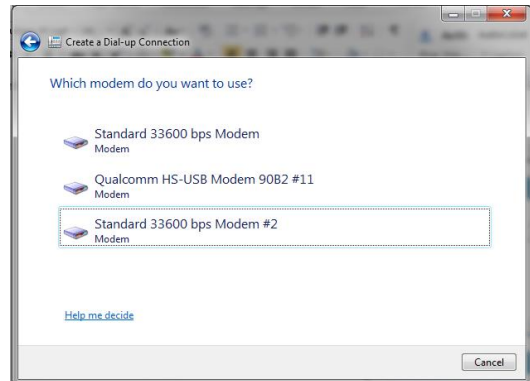 Create a Dial-up Connection
Which modem do you want to use?
Standard 33600 bps Modem
Modem
Qualcomm HS-USB Modem 90B2 #11
Modem
Standard 33600 bps Modem #2
Modem
Help me decide
Cancel